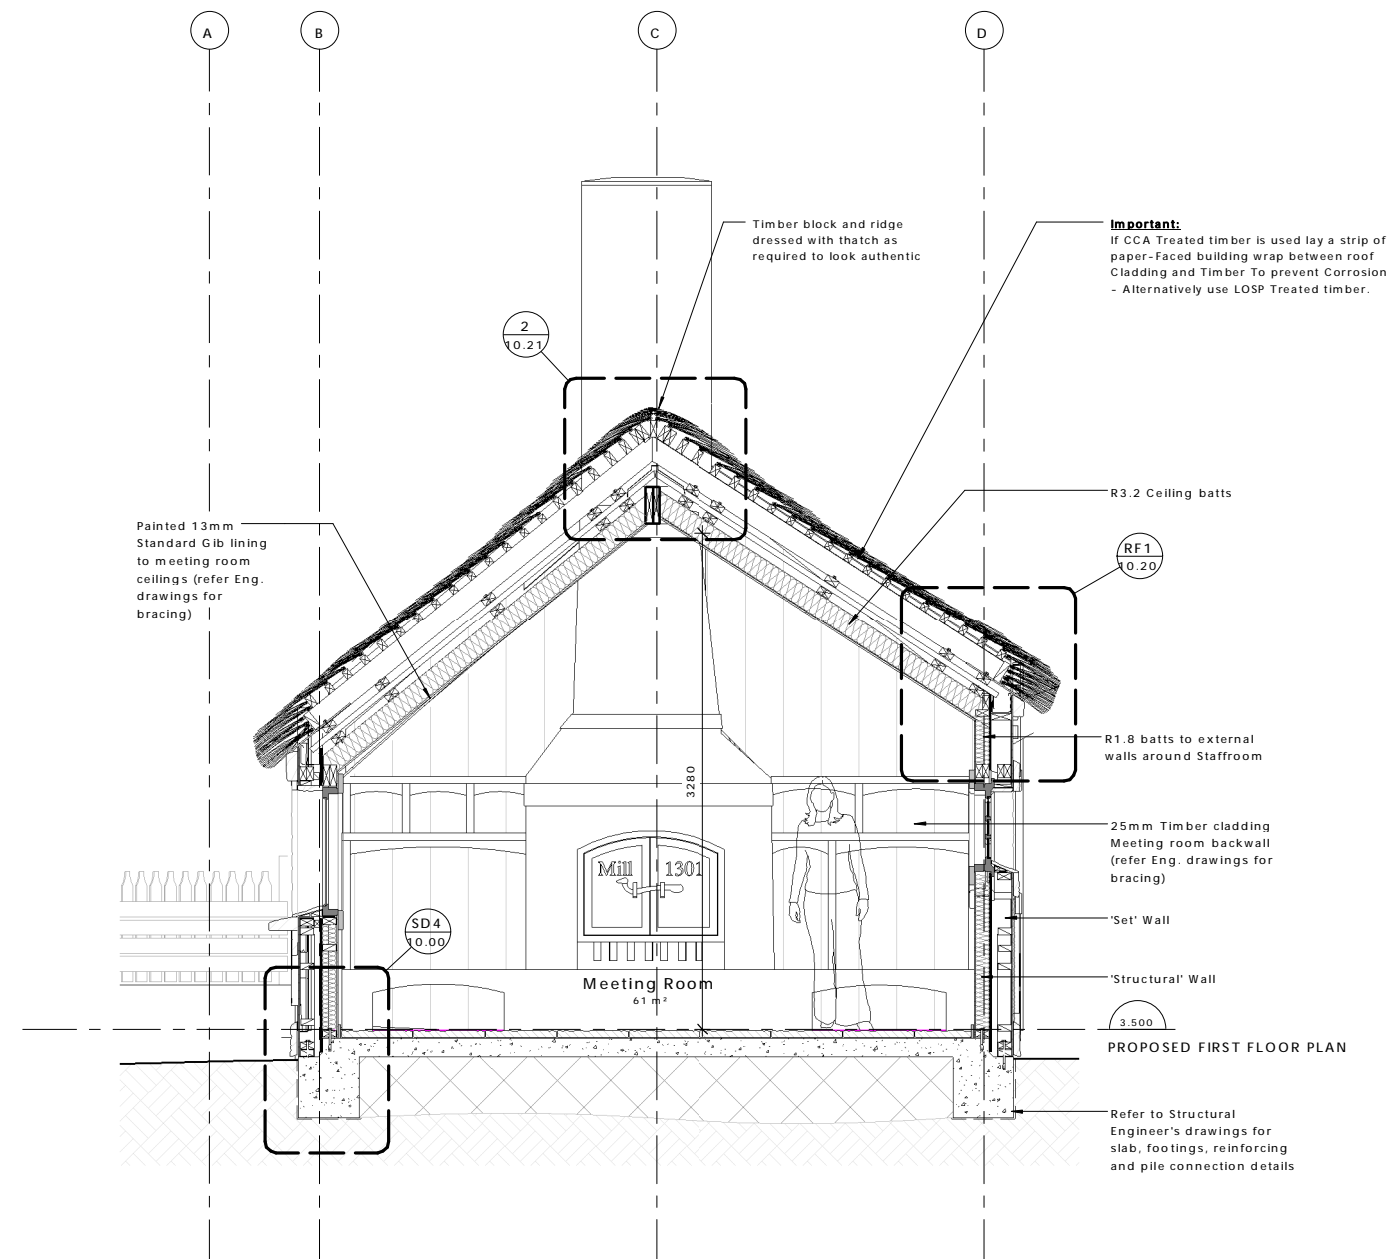 A
B
C
D
Timber block and ridge
dressed with thatch as
required to look authentic
Important:
If CCA Treated timber is used lay a strip of
paper-Faced building wrap between roof
Cladding and Timber To prevent Corrosion
- Alternatively use LOSP Treated timber.
2
10.21
R3.2 Ceiling batts
Painted 13mm
Standard Gib lining
to meeting room
ceilings (refer Eng.
drawings for
bracing)
RF1
10.20
R1.8 batts to external
walls around Staffroom
3280
25mm Timber cladding
Meeting room backwall
(refer Eng. drawings for
bracing)
Mill 1301
'Set' Wall
SD4
10.00
'Structural' Wall
Meeting Room
61 m²
3.500
PROPOSED FIRST FLOOR PLAN
Refer to Structural
Engineer's drawings for
slab, footings, reinforcing
and pile connection details